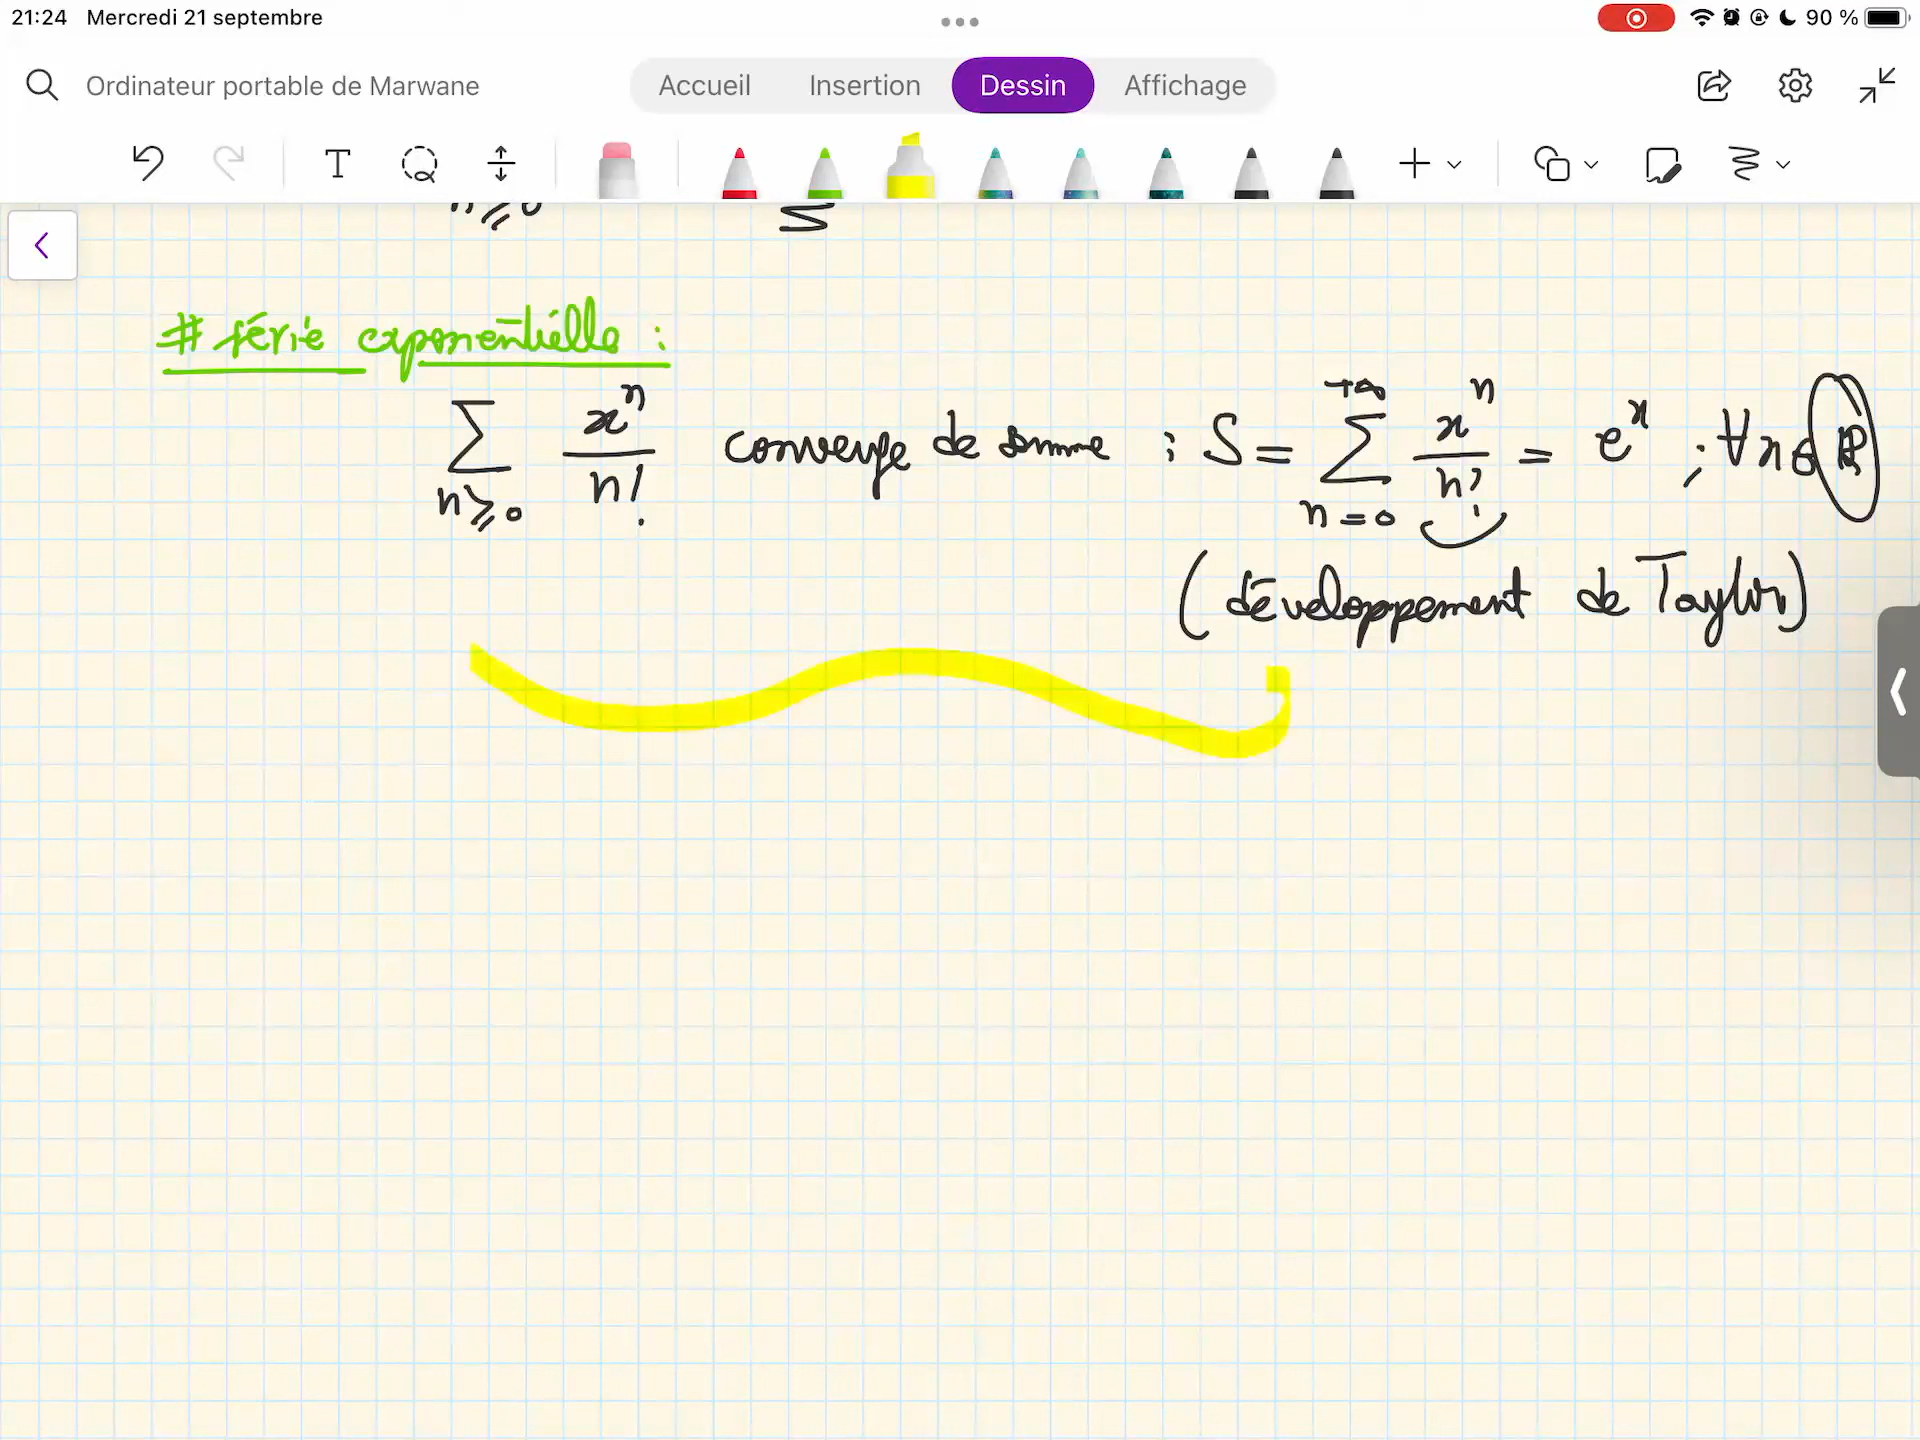 21:24 Mercredi 21 septembre 90 %
Ordinateur portable de Marwane Accueil Insertion Dessin Affichage
T
n⩾0
# série exponentielle :
∑ n⩾0 xⁿ/n! converge de somme : S = ∑ n=0 +∞ xⁿ/n! = eˣ ; ∀x∈ℝ
(développement de Taylor)